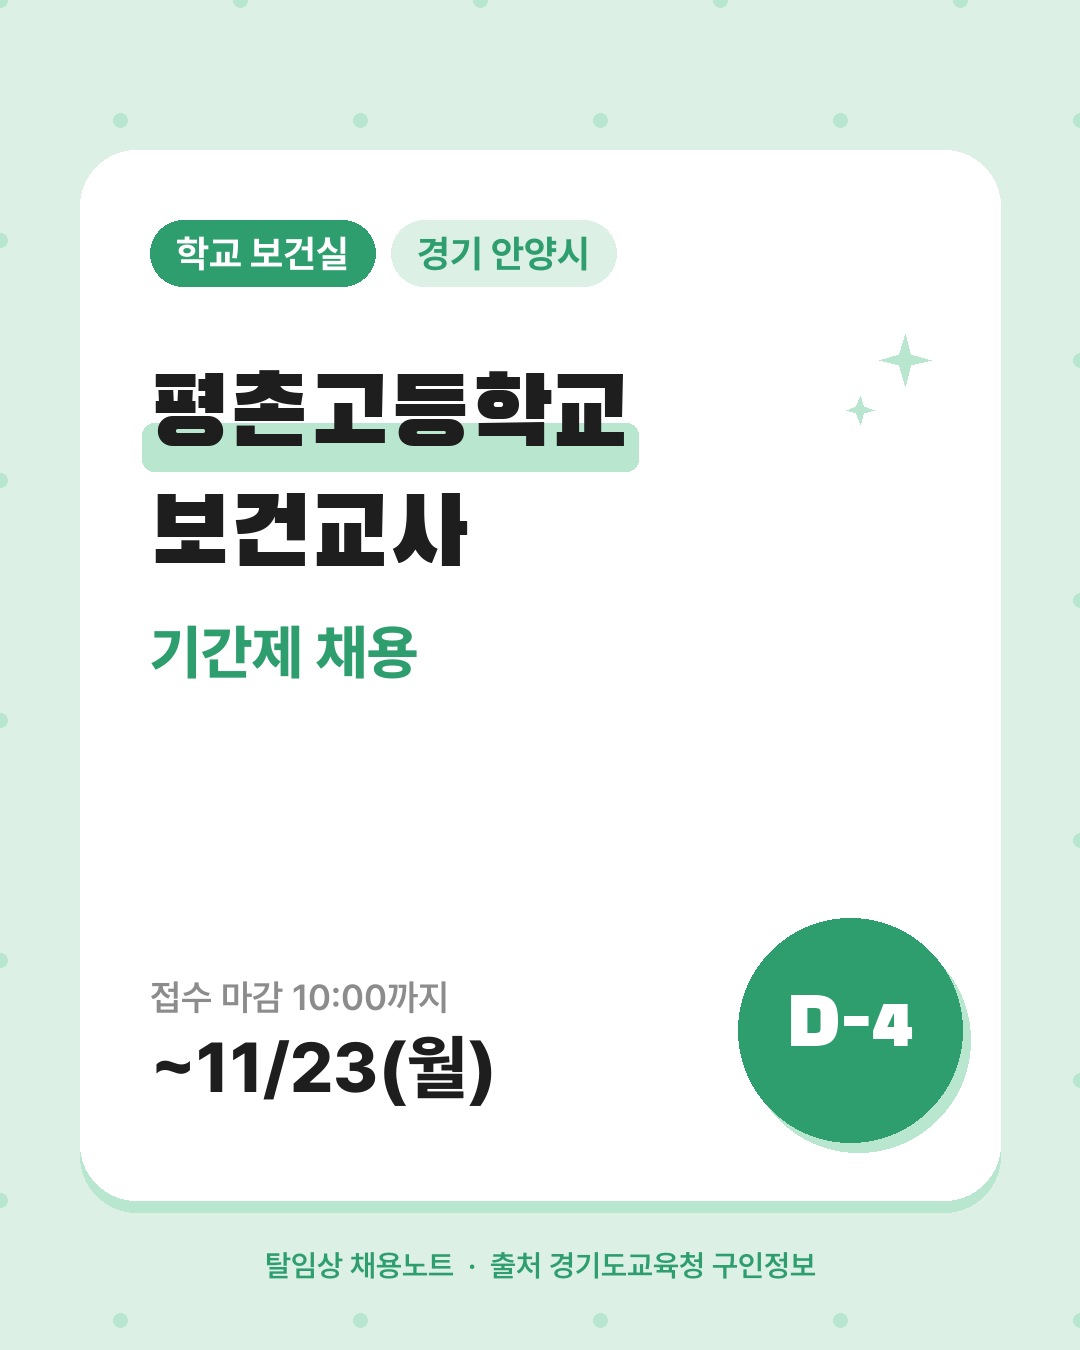 학교 보건실 경기 안양시
평촌고등학교
보건교사
기간제 채용
접수 마감 10:00까지
~11/23(월)
D-4
탈임상 채용노트 · 출처 경기도교육청 구인정보